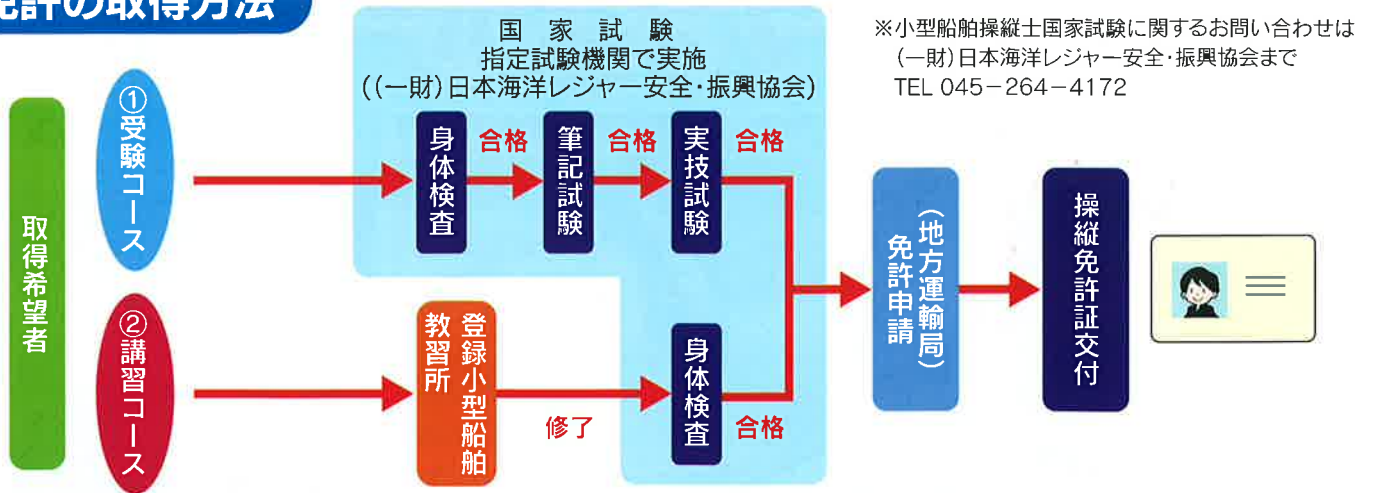 免許の取得方法
※小型船舶操縦士国家試験に関するお問い合わせは
(一財)日本海洋レジャー安全・振興協会まで
TEL 045-264-4172
国家試験
指定試験機関で実施
((一財)日本海洋レジャー安全・振興協会)
取得希望者
①受験コース
身体検査
合格
筆記試験
合格
実技試験
合格
②講習コース
登録小型船舶
教習所
修了
身体検査
合格
(地方運輸局)
免許申請
操縦免許証交付